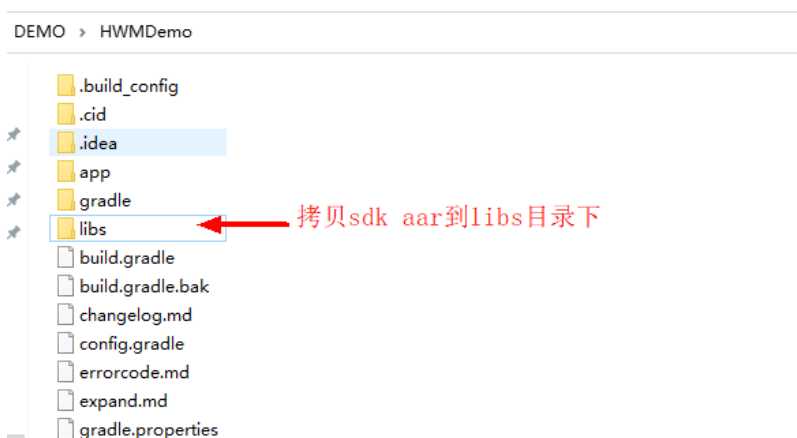 DEMO > HWMDemo
.build_config
.cid
.idea
app
gradle
libs
拷贝sdk aar到libs目录下
build.gradle
build.gradle.bak
changelog.md
config.gradle
errorcode.md
expand.md
gradle.properties